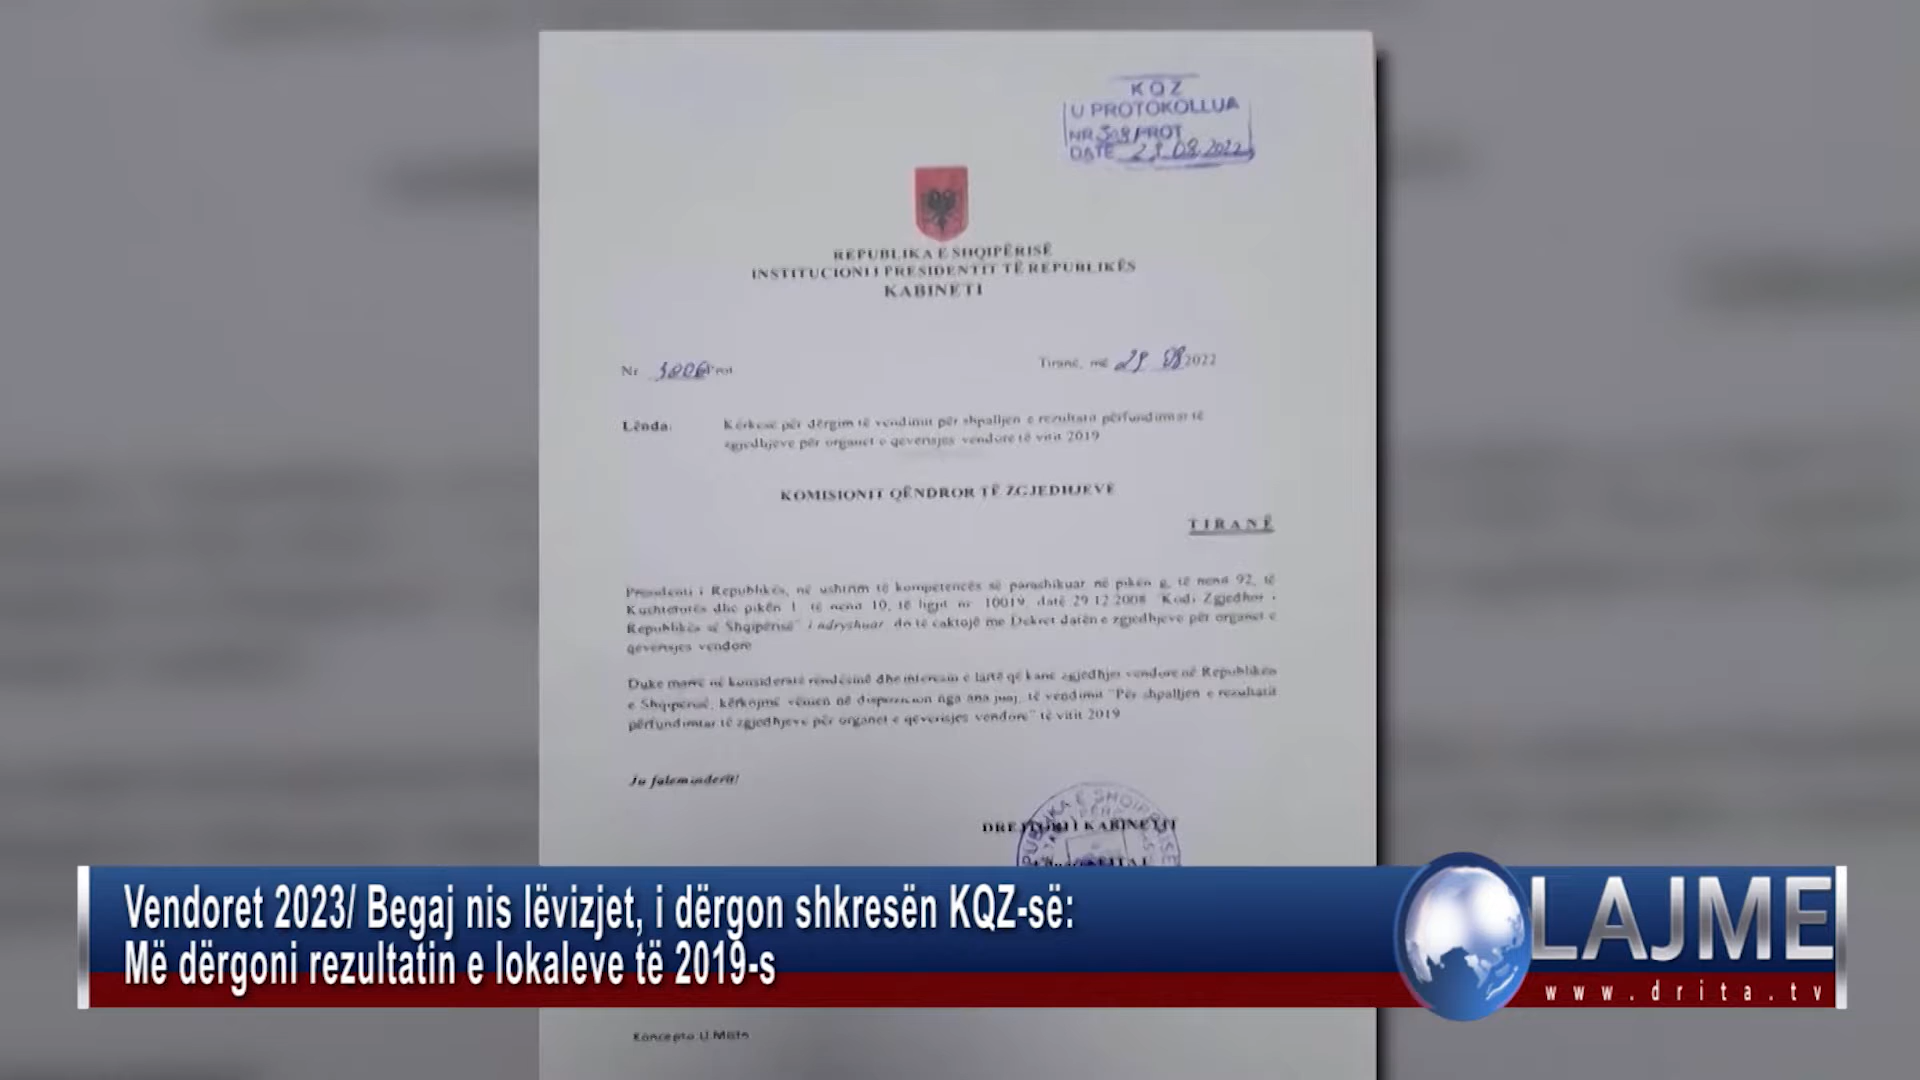 KQZ
U PROTOKOLLUA
NR PROT
DATË 08.2022
REPUBLIKA E SHQIPËRISË
INSTITUCIONI I PRESIDENTIT TË REPUBLIKËS
KABINETI
Nr. Prot
Tiranë, më 08 2022
Lënda: Kërkesë për dërgim të vendimit për shpalljen e rezultatit përfundimtar të
zgjedhjeve për organet e qeverisjes vendore të vitit 2019
KOMISIONIT QËNDROR TË ZGJEDHJEVE
TIRANË
Presidenti i Republikës, në ushtrim të kompetencës së parashikuar në pikën g, të nenit 92, të
Kushtetutës dhe pikën 1, të nenit 10, të ligjit nr. 10019, datë 29.12.2008 "Kodi Zgjedhor i
Republikës së Shqipërisë" i ndryshuar, do të caktojë me Dekret datën e zgjedhjeve për organet e
qeverisjes vendore
Duke marrë në konsideratë rëndësinë dhe interesin e lartë që kanë zgjedhjet vendore në Republikën
e Shqipërisë, kërkojmë vënien në dispozicion nga ana juaj, të vendimit "Për shpalljen e rezultatit
përfundimtar të zgjedhjeve për organet e qeverisjes vendore" të vitit 2019
Ju faleminderit!
DREJTORI I KABINETIT
Vendoret 2023/ Begaj nis lëvizjet, i dërgon shkresën KQZ-së:
Më dërgoni rezultatin e lokaleve të 2019-s
LAJME
www.drita.tv